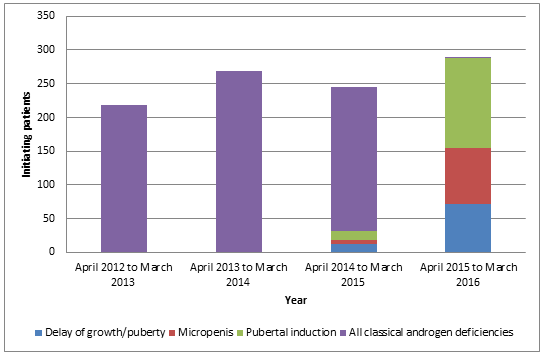 350
300
250
200
150
100
50
0
Initiating patients
April 2012 to March
2013
April 2013 to March
2014
April 2014 to March
2015
April 2015 to March
2016
Year
Delay of growth/puberty Micropenis Pubertal induction All classical androgen deficiencies